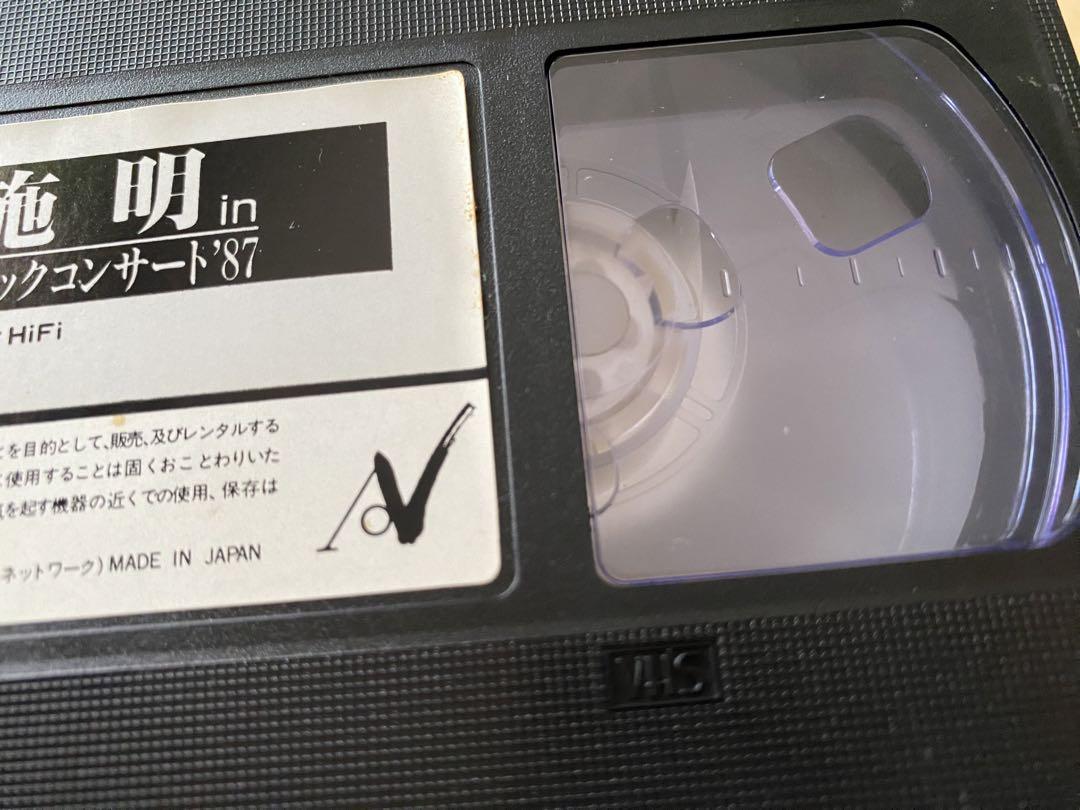 施 明 in
ックコンサート'87
HiFi
を目的として、販売、及びレンタルする
使用することは固くおことわりいた
を起す機器の近くでの使用、保存は
ネットワーク) MADE IN JAPAN
VHS